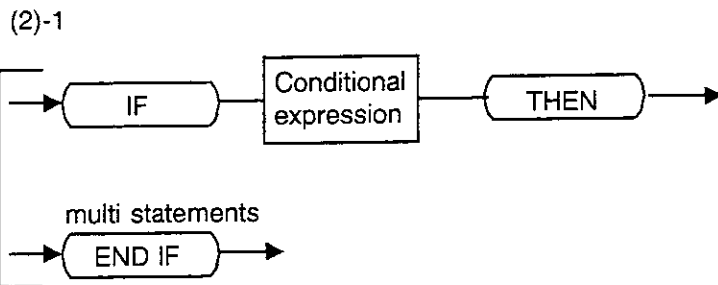 (2)-1
IF
Conditional
expression
THEN
multi statements
END IF